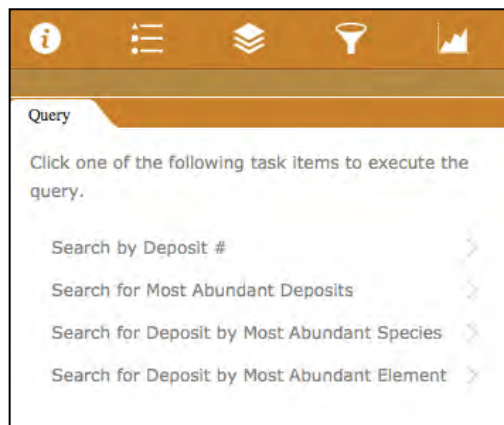 Query
Click one of the following task items to execute the
query.
Search by Deposit #
Search for Most Abundant Deposits
Search for Deposit by Most Abundant Species
Search for Deposit by Most Abundant Element